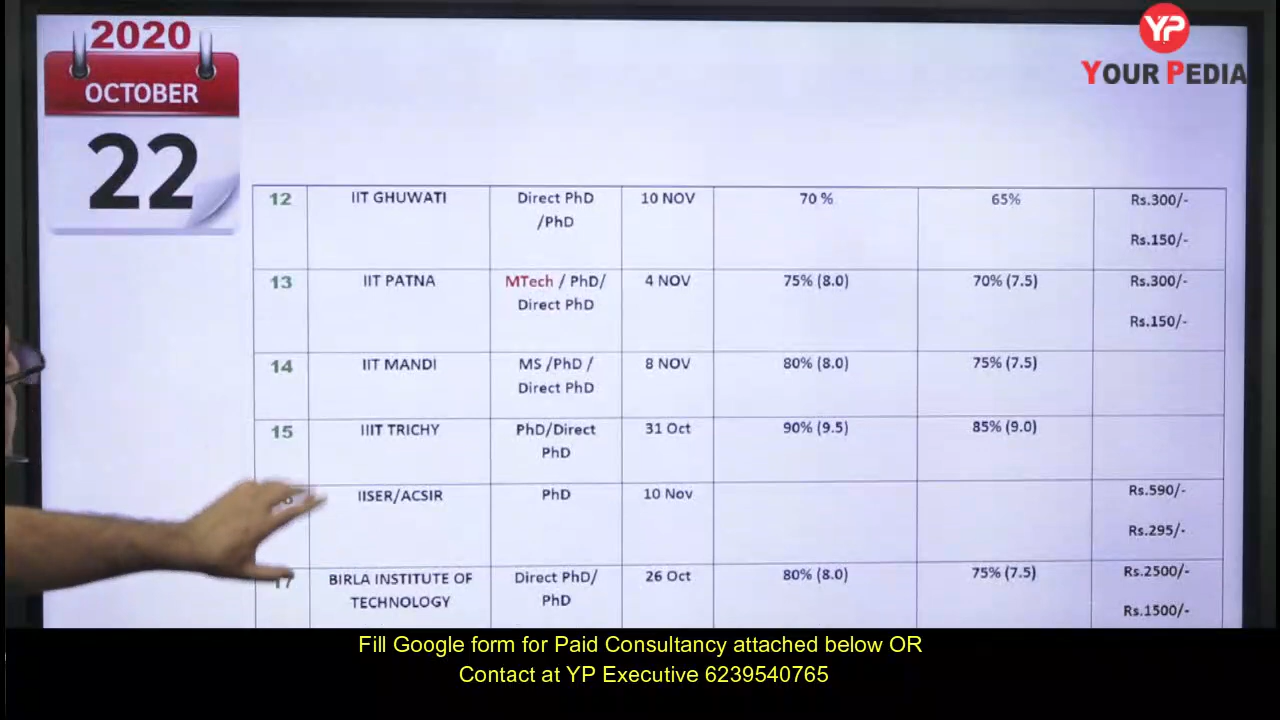 2020
OCTOBER
22
YP
YOUR PEDIA
12 IIT GHUWATI Direct PhD 10 NOV 70 % 65% Rs.300/-
/PhD Rs.150/-
13 IIT PATNA MTech / PhD/ 4 NOV 75% (8.0) 70% (7.5) Rs.300/-
Direct PhD Rs.150/-
14 IIT MANDI MS /PhD / 8 NOV 80% (8.0) 75% (7.5)
Direct PhD
15 IIIT TRICHY PhD/Direct 31 Oct 90% (9.5) 85% (9.0)
PhD
IISER/ACSIR PhD 10 Nov Rs.590/-
Rs.295/-
17 BIRLA INSTITUTE OF Direct PhD/ 26 Oct 80% (8.0) 75% (7.5) Rs.2500/-
TECHNOLOGY PhD Rs.1500/-
Fill Google form for Paid Consultancy attached below OR
Contact at YP Executive 6239540765